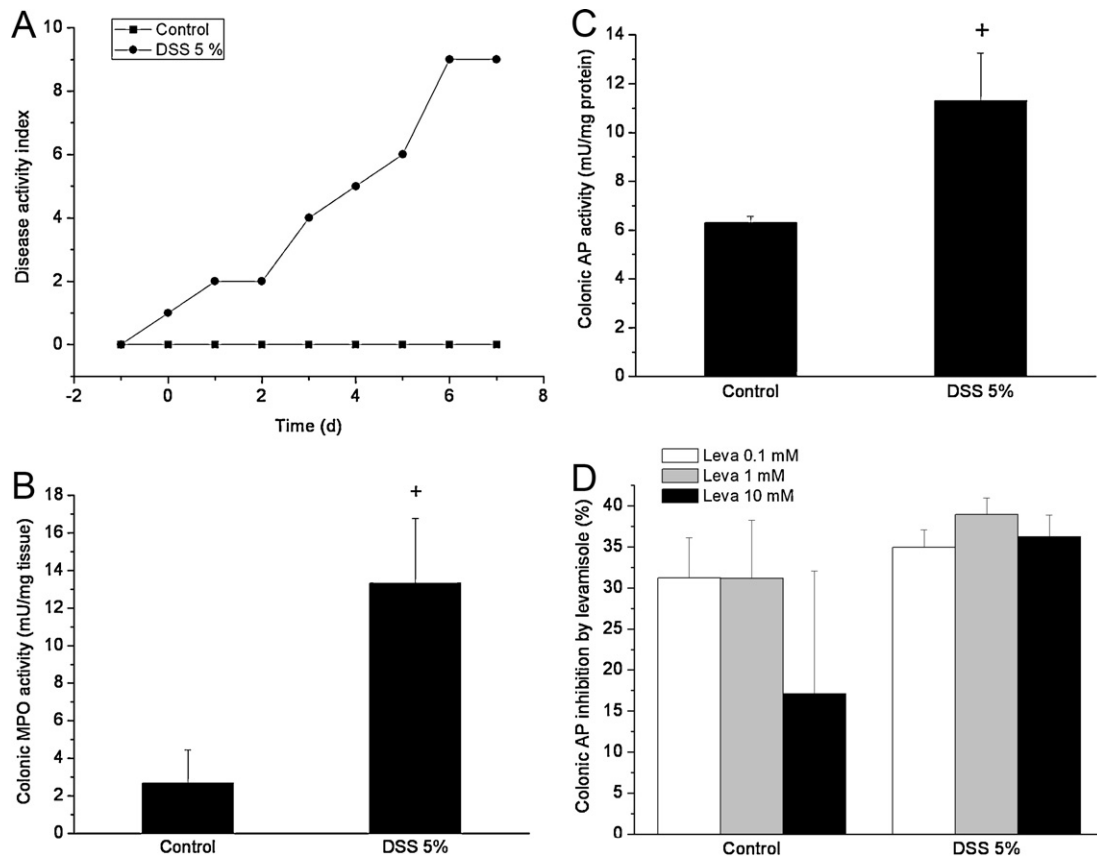 A
Control
DSS 5 %
10
8
6
4
2
0
Disease activity index
-2
0
2
4
6
8
Time (d)
C
+
14
12
10
8
6
4
2
0
Colonic AP activity (mU/mg protein)
Control
DSS 5%
B
+
18
16
14
12
10
8
6
4
2
0
Colonic MPO activity (mU/mg tissue)
Control
DSS 5%
D
Leva 0.1 mM
Leva 1 mM
Leva 10 mM
40
35
30
25
20
15
10
5
0
Colonic AP inhibition by levamisole (%)
Control
DSS 5%